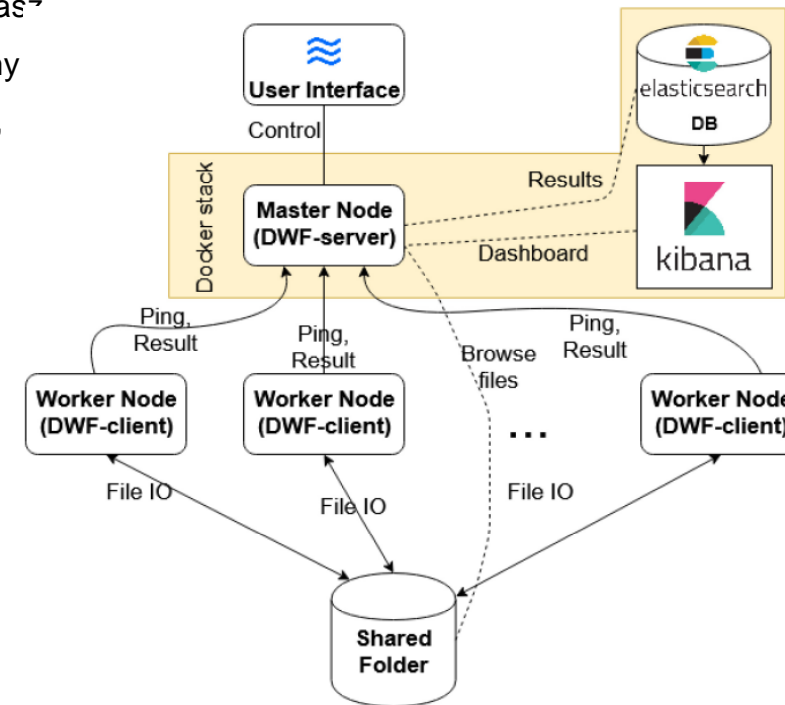 User Interface
elasticsearch
DB
Control
Docker stack
Master Node
(DWF-server)
Results
Dashboard
kibana
Ping,
Result
Ping,
Result
Ping,
Result
Browse
files
Worker Node
(DWF-client)
Worker Node
(DWF-client)
Worker Node
(DWF-client)
...
File IO
File IO
File IO
Shared
Folder